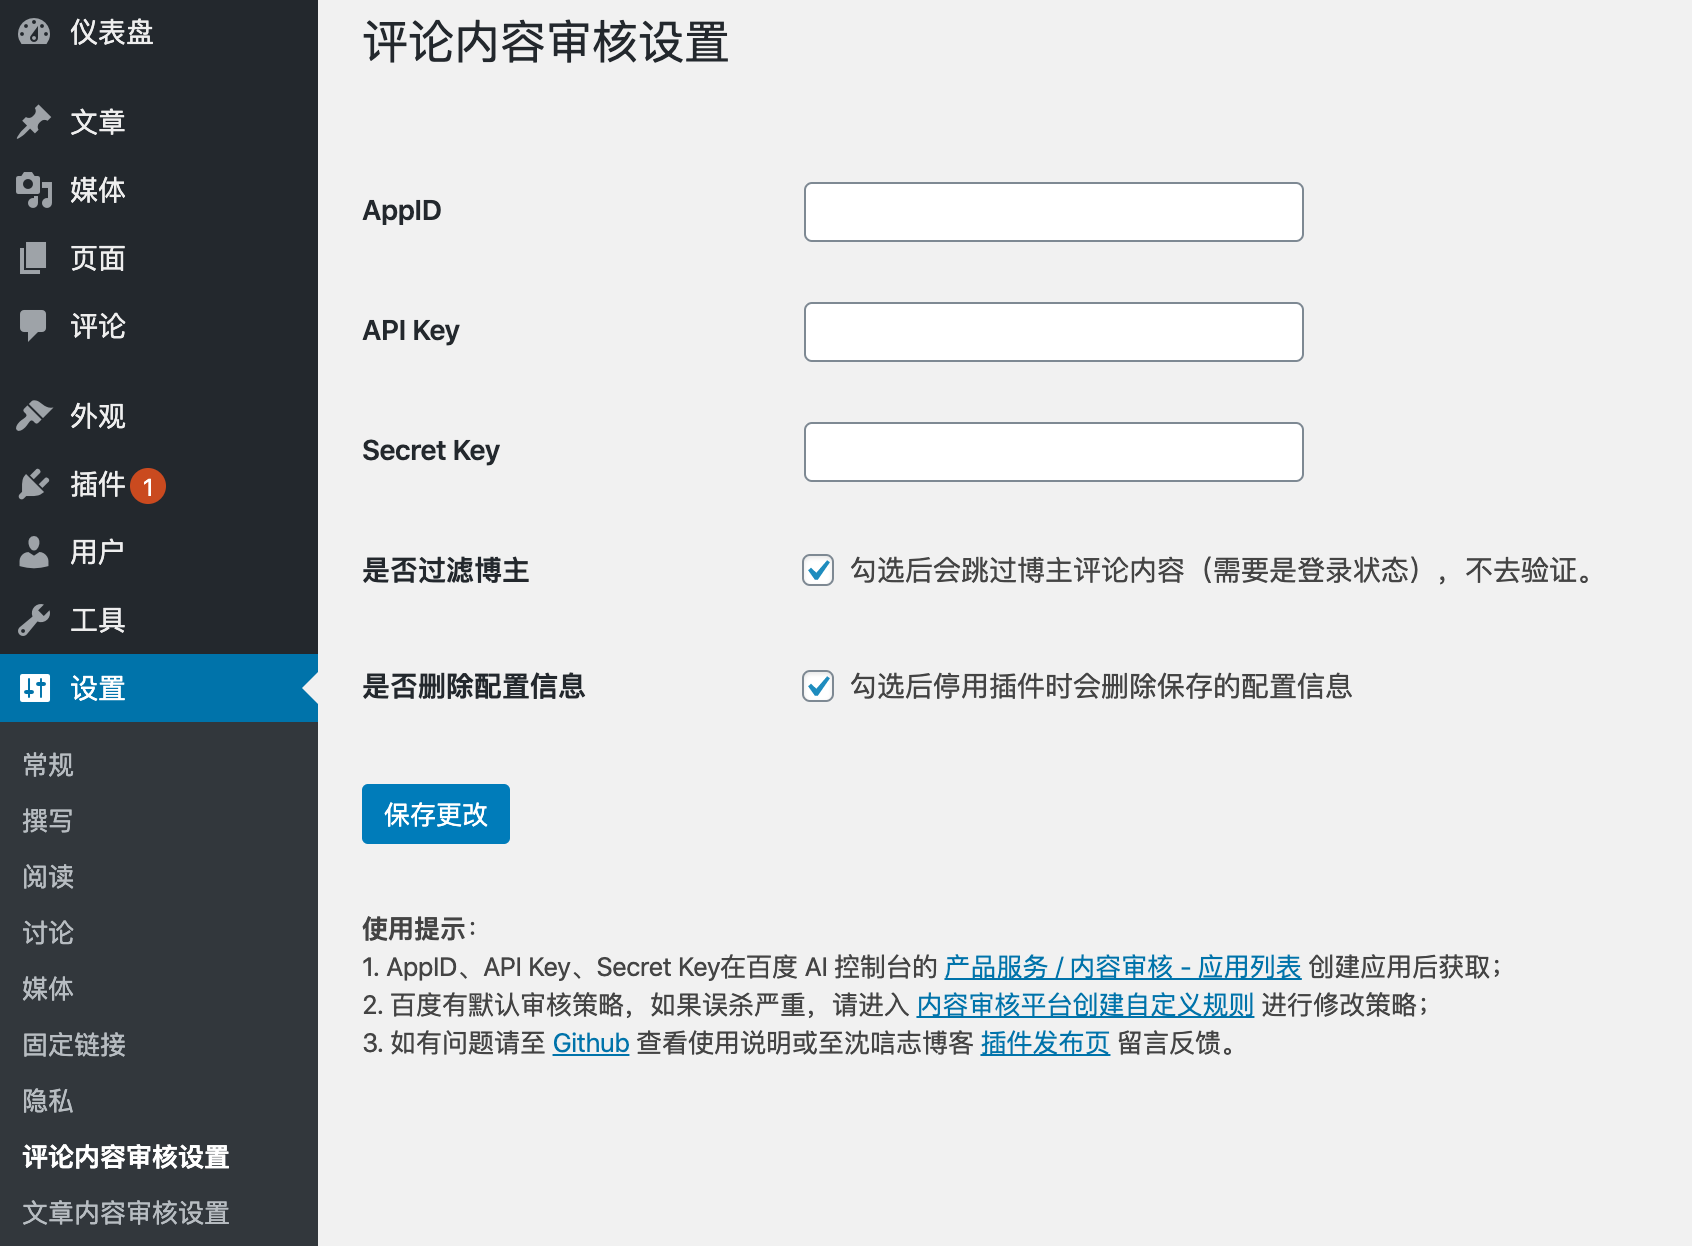 仪表盘
文章
媒体
页面
评论
外观
插件 1
用户
工具
设置
常规
撰写
阅读
讨论
媒体
固定链接
隐私
评论内容审核设置
文章内容审核设置
评论内容审核设置
AppID
API Key
Secret Key
是否过滤博主 勾选后会跳过博主评论内容（需要是登录状态），不去验证。
是否删除配置信息 勾选后停用插件时会删除保存的配置信息
保存更改
使用提示：
1. AppID、API Key、Secret Key在百度 AI 控制台的 产品服务 / 内容审核 - 应用列表 创建应用后获取；
2. 百度有默认审核策略，如果误杀严重，请进入 内容审核平台创建自定义规则 进行修改策略；
3. 如有问题请至 Github 查看使用说明或至沈唁志博客 插件发布页 留言反馈。